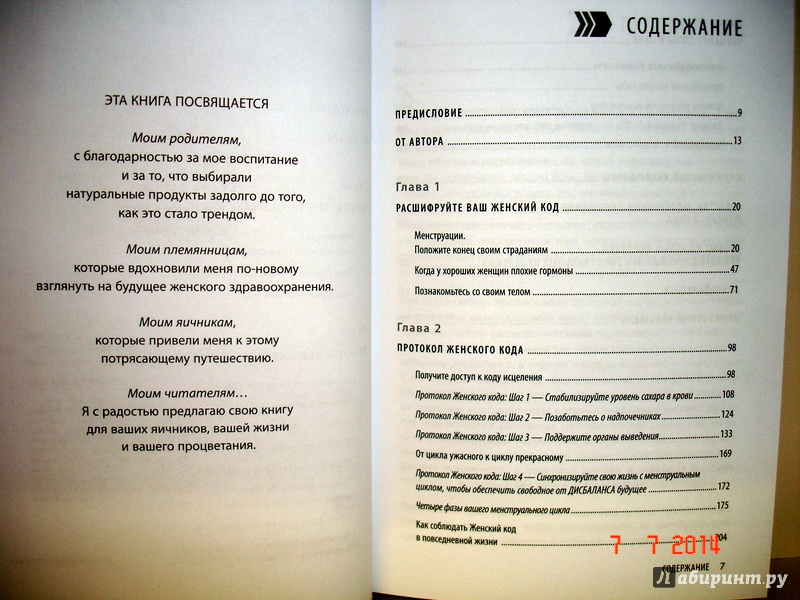 ЭТА КНИГА ПОСВЯЩАЕТСЯ
Моим родителям,
с благодарностью за мое воспитание
и за то, что выбирали
натуральные продукты задолго до того,
как это стало трендом.
Моим племянницам,
которые вдохновили меня по-новому
взглянуть на будущее женского здравоохранения.
Моим яичникам,
которые привели меня к этому
потрясающему путешествию.
Моим читателям...
Я с радостью предлагаю свою книгу
для ваших яичников, вашей жизни
и вашего процветания.
СОДЕРЖАНИЕ
ПРЕДИСЛОВИЕ 9
ОТ АВТОРА 13
Глава 1
РАСШИФРУЙТЕ ВАШ ЖЕНСКИЙ КОД 20
Менструации.
Положите конец своим страданиям 20
Когда у хороших женщин плохие гормоны 47
Познакомьтесь со своим телом 71
Глава 2
ПРОТОКОЛ ЖЕНСКОГО КОДА 98
Получите доступ к коду исцеления 98
Протокол Женского кода: Шаг 1 — Стабилизируйте уровень сахара в крови 108
Протокол Женского кода: Шаг 2 — Позаботьтесь о надпочечниках 124
Протокол Женского кода: Шаг 3 — Поддержите органы выведения 133
От цикла ужасного к циклу прекрасному 169
Протокол Женского кода: Шаг 4 — Синхронизируйте свою жизнь с менструальным
циклом, чтобы обеспечить свободное от ДИСБАЛАНСА будущее 172
Четыре фазы вашего менструального цикла 175
Как соблюдать Женский код
в повседневной жизни 204
7 7 2014
СОДЕРЖАНИЕ 7
Лабиринт.ру